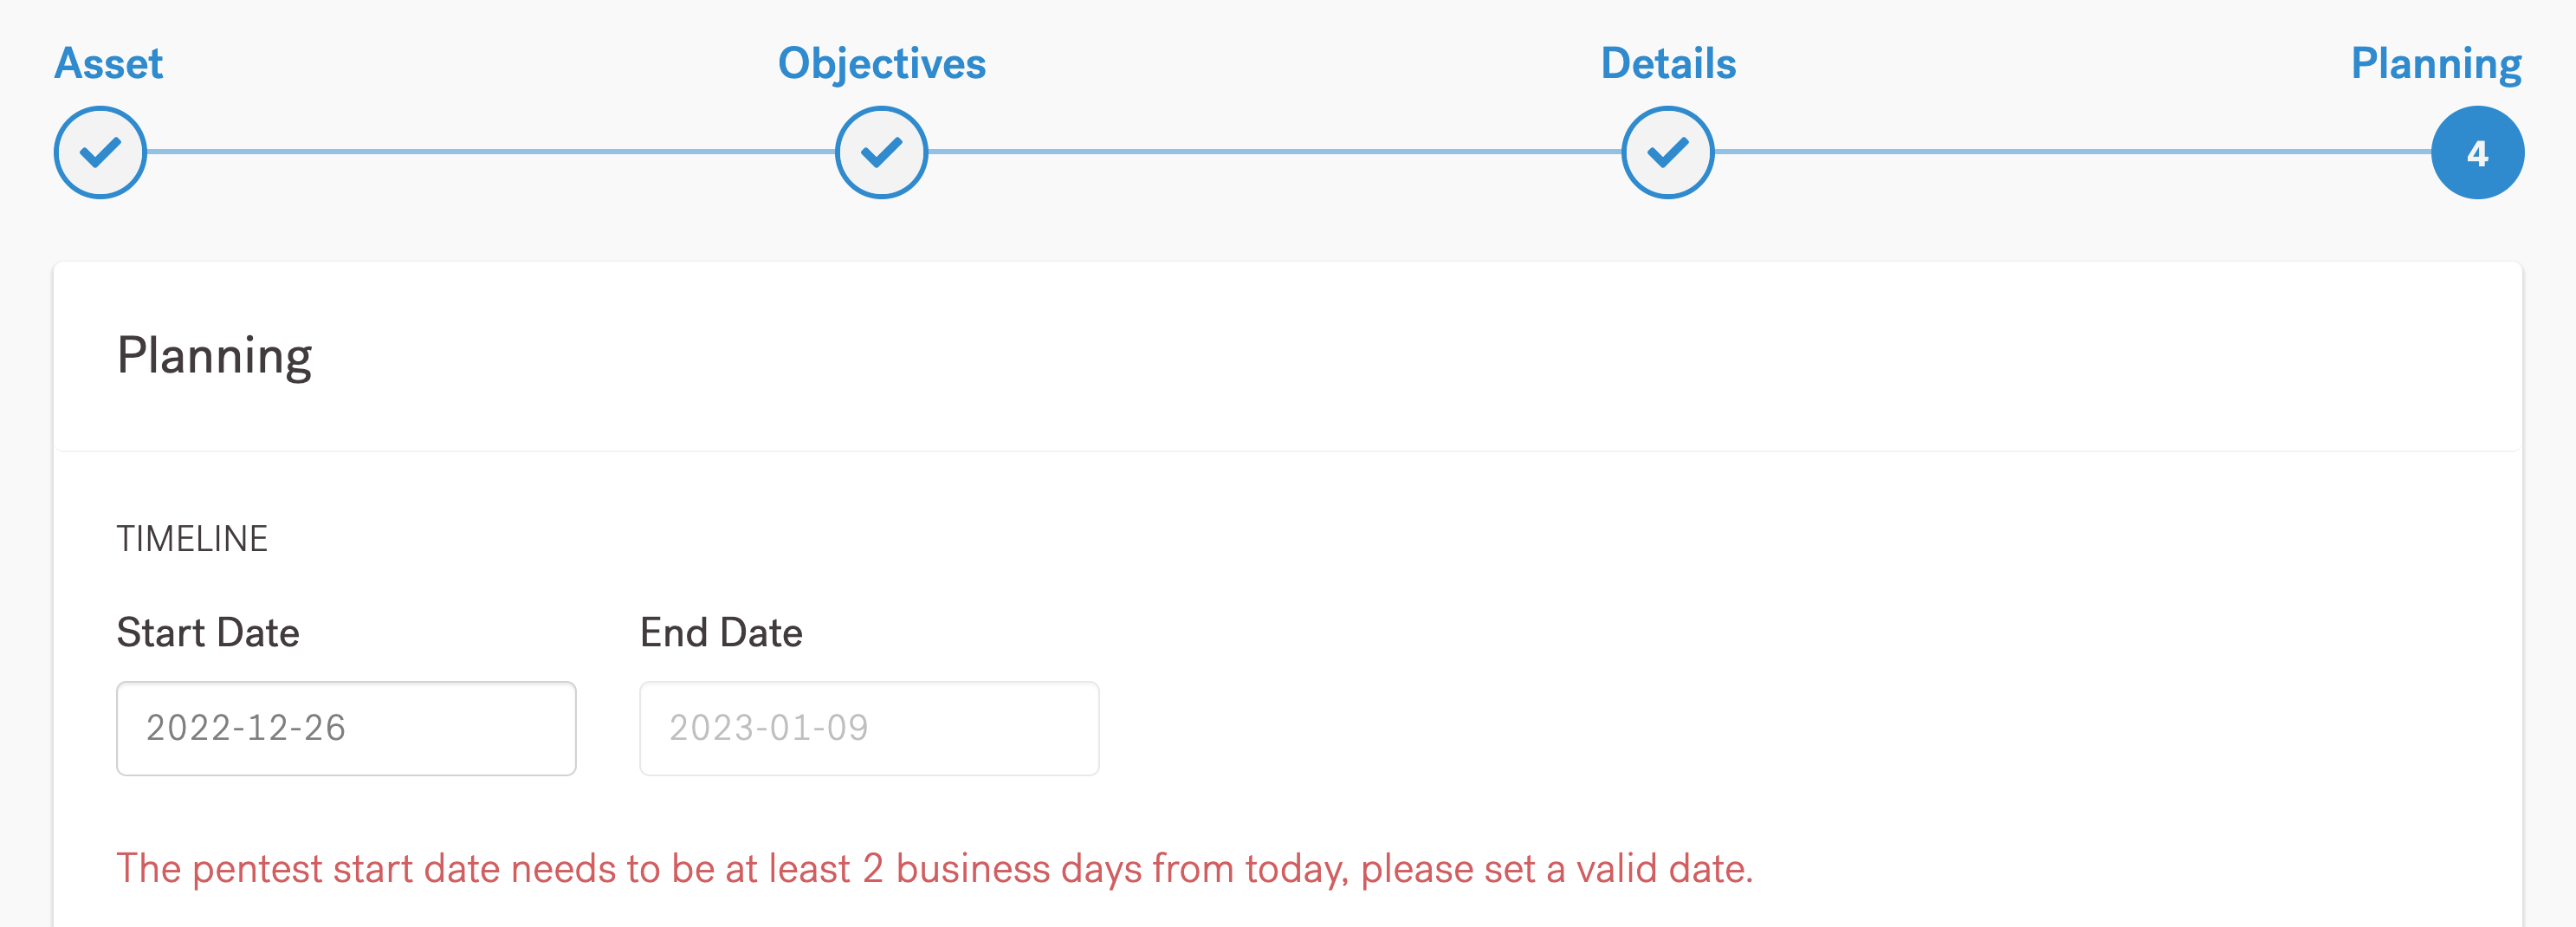 Asset Objectives Details Planning
4
Planning
TIMELINE
Start Date End Date
2022-12-26 2023-01-09
The pentest start date needs to be at least 2 business days from today, please set a valid date.